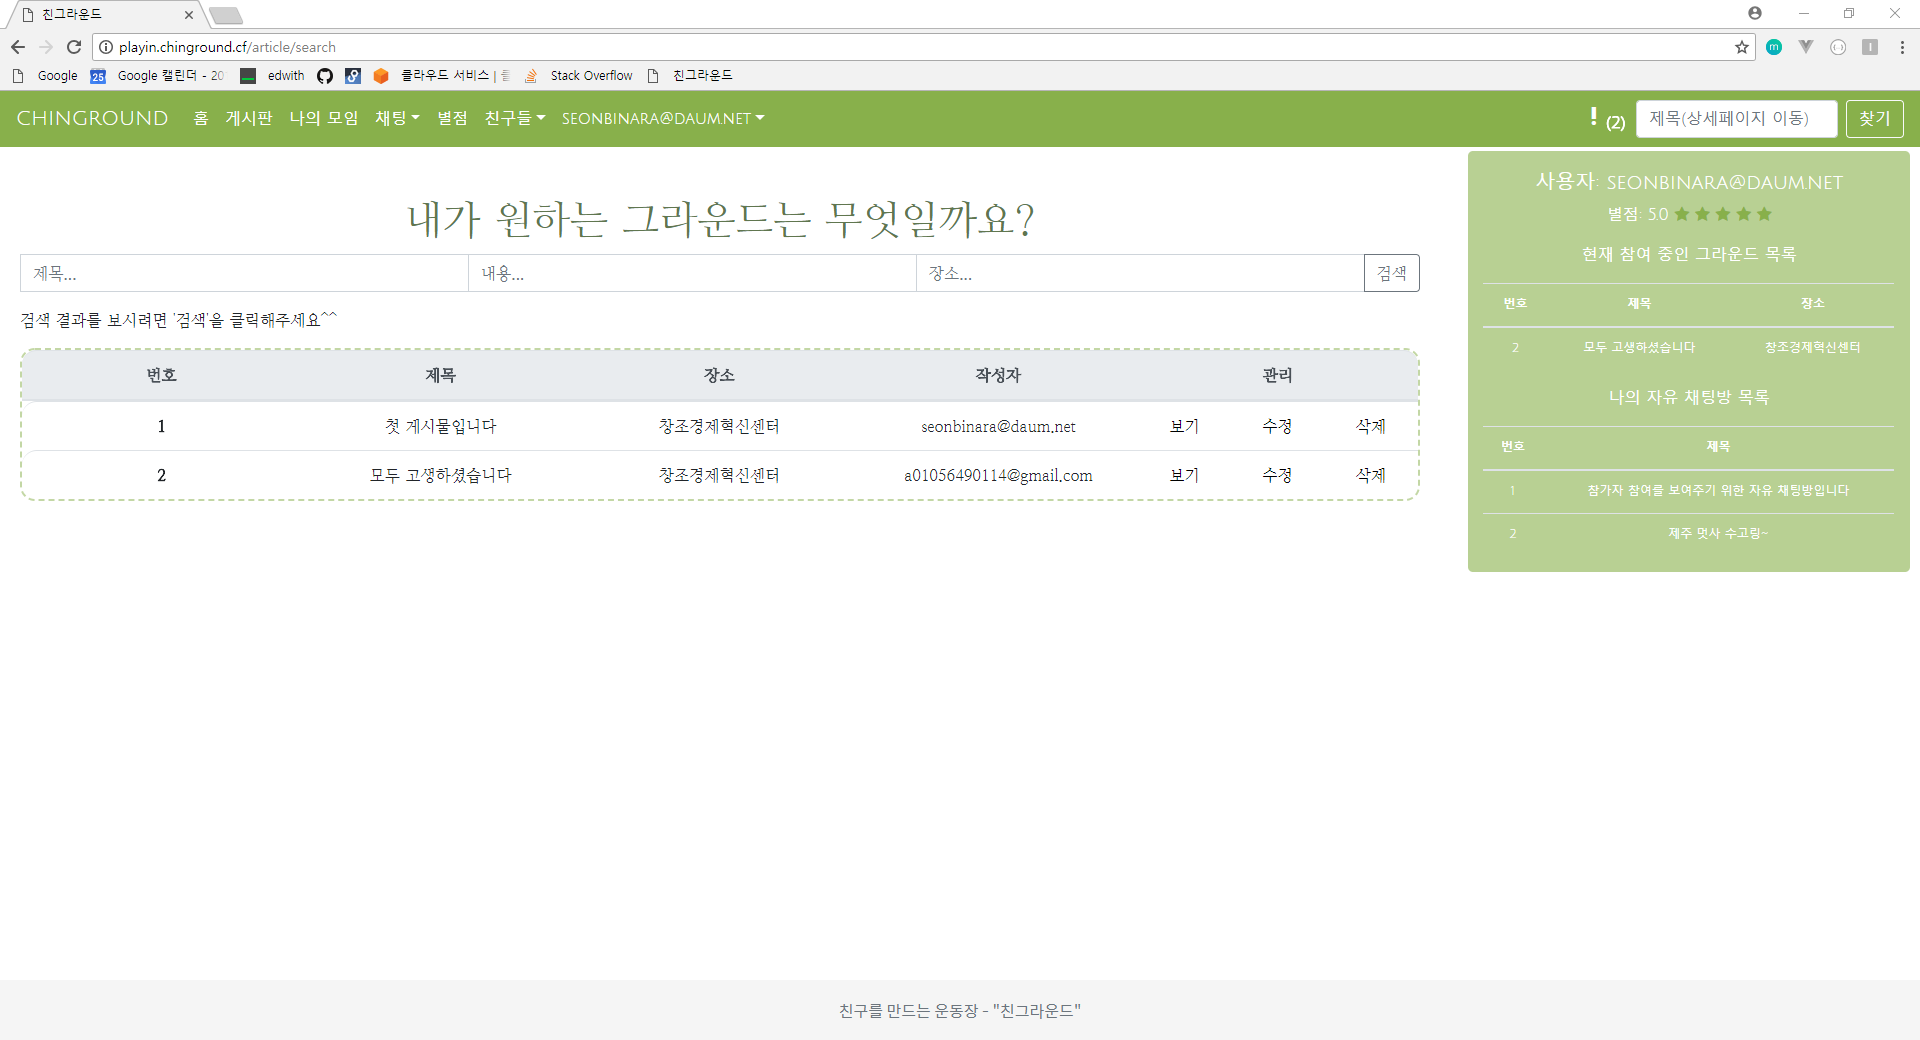 친그라운드
playin.chinground.cf/article/search
Google 25 Google 캘린더 - 20 edwith 클라우드 서비스 | Stack Overflow 친그라운드
CHINGROUND 홈 게시판 나의 모임 채팅 별점 친구들 SEONBINARA@DAUM.NET ! (2) 제목(상세페이지 이동) 찾기
내가 원하는 그라운드는 무엇일까요?
제목... 내용... 장소... 검색
검색 결과를 보시려면 '검색'을 클릭해주세요^^
번호 제목 장소 작성자 관리
1 첫 게시물입니다 창조경제혁신센터 seonbinara@daum.net 보기 수정 삭제
2 모두 고생하셨습니다 창조경제혁신센터 a01056490114@gmail.com 보기 수정 삭제
사용자: SEONBINARA@DAUM.NET
별점: 5.0 ★ ★ ★ ★ ★
현재 참여 중인 그라운드 목록
번호 제목 장소
2 모두 고생하셨습니다 창조경제혁신센터
나의 자유 채팅방 목록
번호 제목
1 참가자 참여를 보여주기 위한 자유 채팅방입니다
2 제주 멋사 수고링~
친구를 만드는 운동장 - "친그라운드"